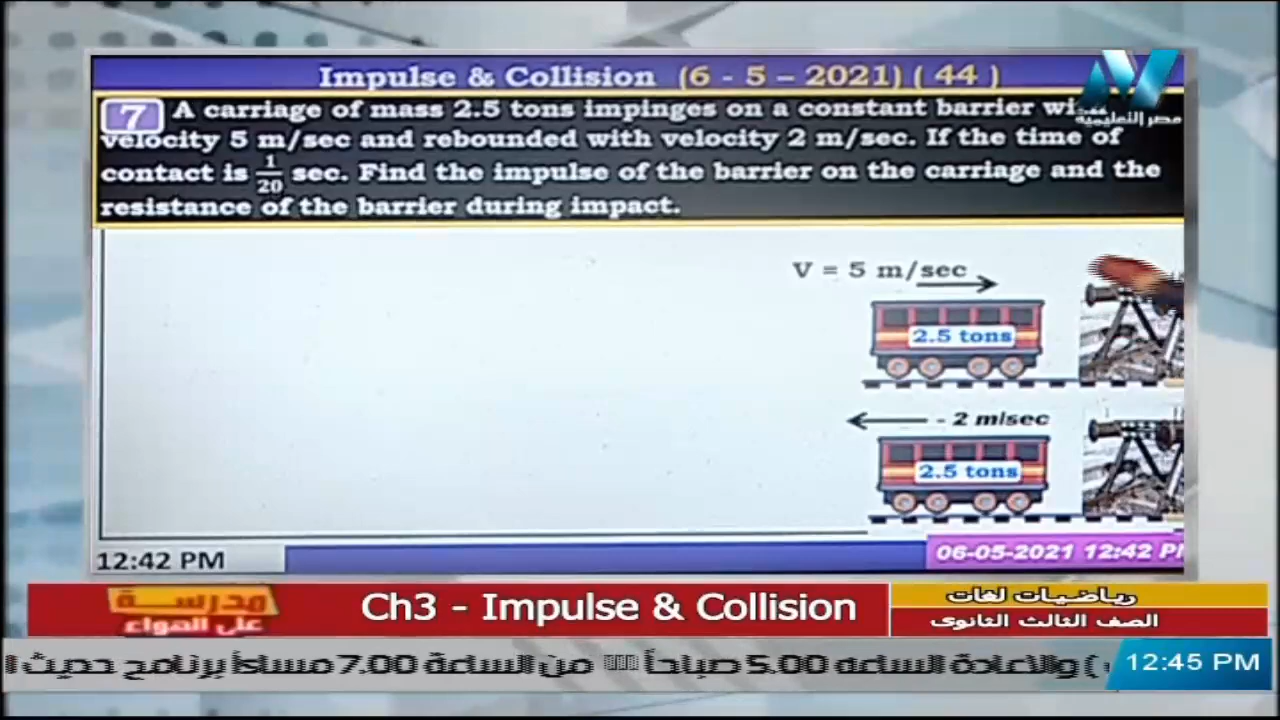 Impulse & Collision (6 - 5 – 2021) ( 44 )
7 A carriage of mass 2.5 tons impinges on a constant barrier
velocity 5 m/sec and rebounded with velocity 2 m/sec. If the time of
contact is 1/20 sec. Find the impulse of the barrier on the carriage and the
resistance of the barrier during impact.
مصر التعليمية
V = 5 m/sec
2.5 tons
- 2 m/sec
2.5 tons
12:42 PM
06-05-2021 12:42
مدرسة
على الهواء
Ch3 - Impulse & Collision
رياضيات لغات
الصف الثالث الثانوى
) والاعادة الساعه 5.00 صباحاً من الساعة 7.00 مساءاً برنامج حديث
12:45 PM